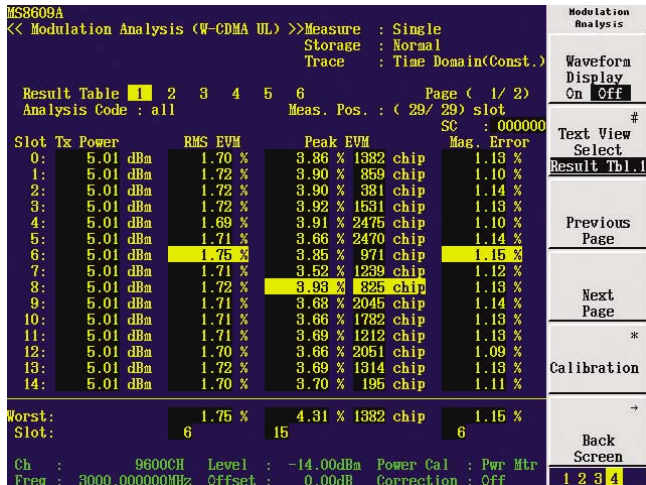 MS8609A
<< Modulation Analysis (W-CDMA UL) >>Measure : Single
Storage : Normal
Trace : Time Domain(Const.)
Result Table 1 2 3 4 5 6 Page ( 1/ 2)
Analysis Code : all Meas. Pos. : ( 29/ 29) slot
SC : 000000
Slot Tx Power RMS EVM Peak EVM Mag. Error
0: 5.01 dBm 1.70 % 3.86 % 1382 chip 1.13 %
1: 5.01 dBm 1.72 % 3.90 % 859 chip 1.10 %
2: 5.01 dBm 1.72 % 3.90 % 381 chip 1.14 %
3: 5.01 dBm 1.72 % 3.92 % 1531 chip 1.13 %
4: 5.01 dBm 1.69 % 3.91 % 2475 chip 1.10 %
5: 5.01 dBm 1.71 % 3.66 % 2470 chip 1.14 %
6: 5.01 dBm 1.75 % 3.85 % 971 chip 1.15 %
7: 5.01 dBm 1.71 % 3.52 % 1239 chip 1.12 %
8: 5.01 dBm 1.72 % 3.93 % 825 chip 1.13 %
9: 5.01 dBm 1.71 % 3.68 % 2045 chip 1.14 %
10: 5.01 dBm 1.71 % 3.66 % 1782 chip 1.13 %
11: 5.01 dBm 1.71 % 3.69 % 1212 chip 1.13 %
12: 5.01 dBm 1.70 % 3.66 % 2051 chip 1.09 %
13: 5.01 dBm 1.72 % 3.69 % 1314 chip 1.13 %
14: 5.01 dBm 1.70 % 3.70 % 195 chip 1.11 %
Worst: 1.75 % 4.31 % 1382 chip 1.15 %
Slot: 6 15 6
Ch : 9600CH Level : -14.00dBm Power Cal : Pwr Mtr
Freq : 3000.000000MHz Offset : 0.00dB Correction : Off
Modulation
Analysis
Waveform
Display
On Off
#
Text View
Select
Result Tbl.1
Previous
Page
Next
Page
*
Calibration
→
Back
Screen
1 2 3 4